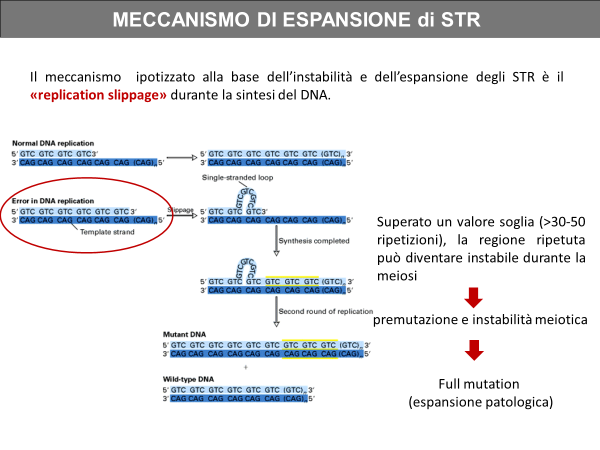 MECCANISMO DI ESPANSIONE di STR
Il meccanismo ipotizzato alla base dell'instabilità e dell'espansione degli STR è il
«replication slippage» durante la sintesi del DNA.
Normal DNA replication
5' GTC GTC GTC3'
3' CAG CAG CAG CAG CAG CAG (CAG)n 5'
5' GTC GTC GTC GTC GTC GTC (GTC)n 3'
3' CAG CAG CAG CAG CAG CAG (CAG)n 5'
Single-stranded loop
Error in DNA replication
5' GTC GTC GTC GTC GTC GTC 3'
3' CAG CAG CAG CAG CAG CAG (CAG)n 5'
Template strand
Slippage
GTC GTC
5' GTC GTC GTC3'
3' CAG CAG CAG CAG CAG CAG (CAG)n 5'
Synthesis completed
5' GTC GTC GTC GTC GTC GTC (GTC)n 3'
3' CAG CAG CAG CAG CAG CAG (CAG)n 5'
Second round of replication
Mutant DNA
5' GTC GTC GTC GTC GTC GTC GTC GTC (GTC)n 3'
3' CAG CAG CAG CAG CAG CAG CAG CAG (CAG)n 5'
+
Wild-type DNA
5' GTC GTC GTC GTC GTC GTC (GTC)n 3'
3' CAG CAG CAG CAG CAG CAG (CAG)n 5'
Superato un valore soglia (>30-50
ripetizioni), la regione ripetuta
può diventare instabile durante la
meiosi
premutazione e instabilità meiotica
Full mutation
(espansione patologica)